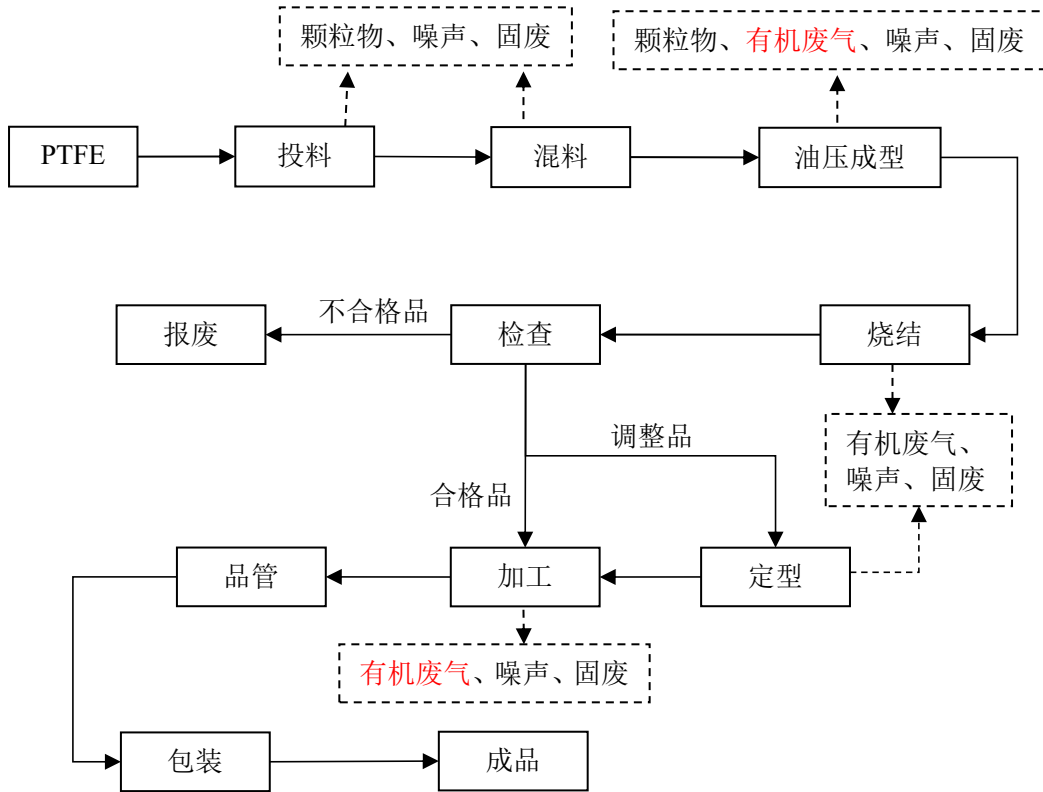 颗粒物、噪声、固废
颗粒物、有机废气、噪声、固废
PTFE
投料
混料
油压成型
不合格品
报废
检查
烧结
调整品
有机废气、
噪声、固废
合格品
品管
加工
定型
有机废气、噪声、固废
包装
成品